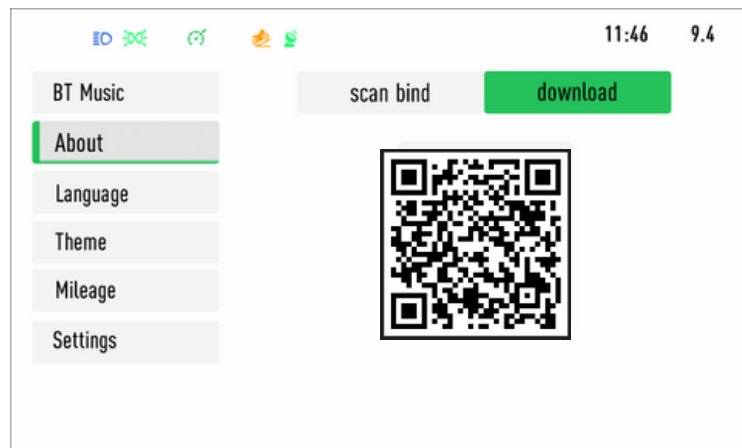 11:46 9.4
BT Music
scan bind download
About
Language
Theme
Mileage
Settings